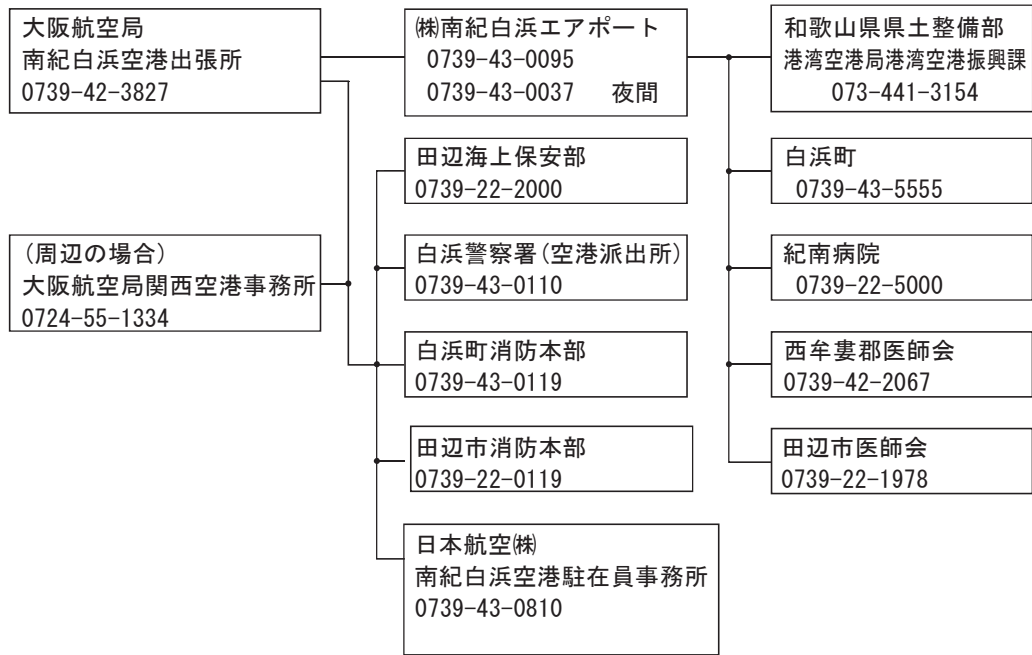 大阪航空局
南紀白浜空港出張所
0739-42-3827
(周辺の場合)
大阪航空局関西空港事務所
0724-55-1334
㈱南紀白浜エアポート
0739-43-0095
0739-43-0037 夜間
田辺海上保安部
0739-22-2000
白浜警察署(空港派出所)
0739-43-0110
白浜町消防本部
0739-43-0119
田辺市消防本部
0739-22-0119
日本航空㈱
南紀白浜空港駐在員事務所
0739-43-0810
和歌山県県土整備部
港湾空港局港湾空港振興課
073-441-3154
白浜町
0739-43-5555
紀南病院
0739-22-5000
西牟婁郡医師会
0739-42-2067
田辺市医師会
0739-22-1978